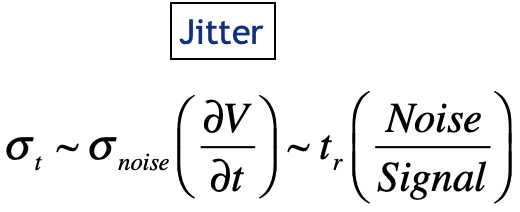 Jitter
σ_t ~ σ_noise (∂V/∂t) ~ t_r (Noise/Signal)